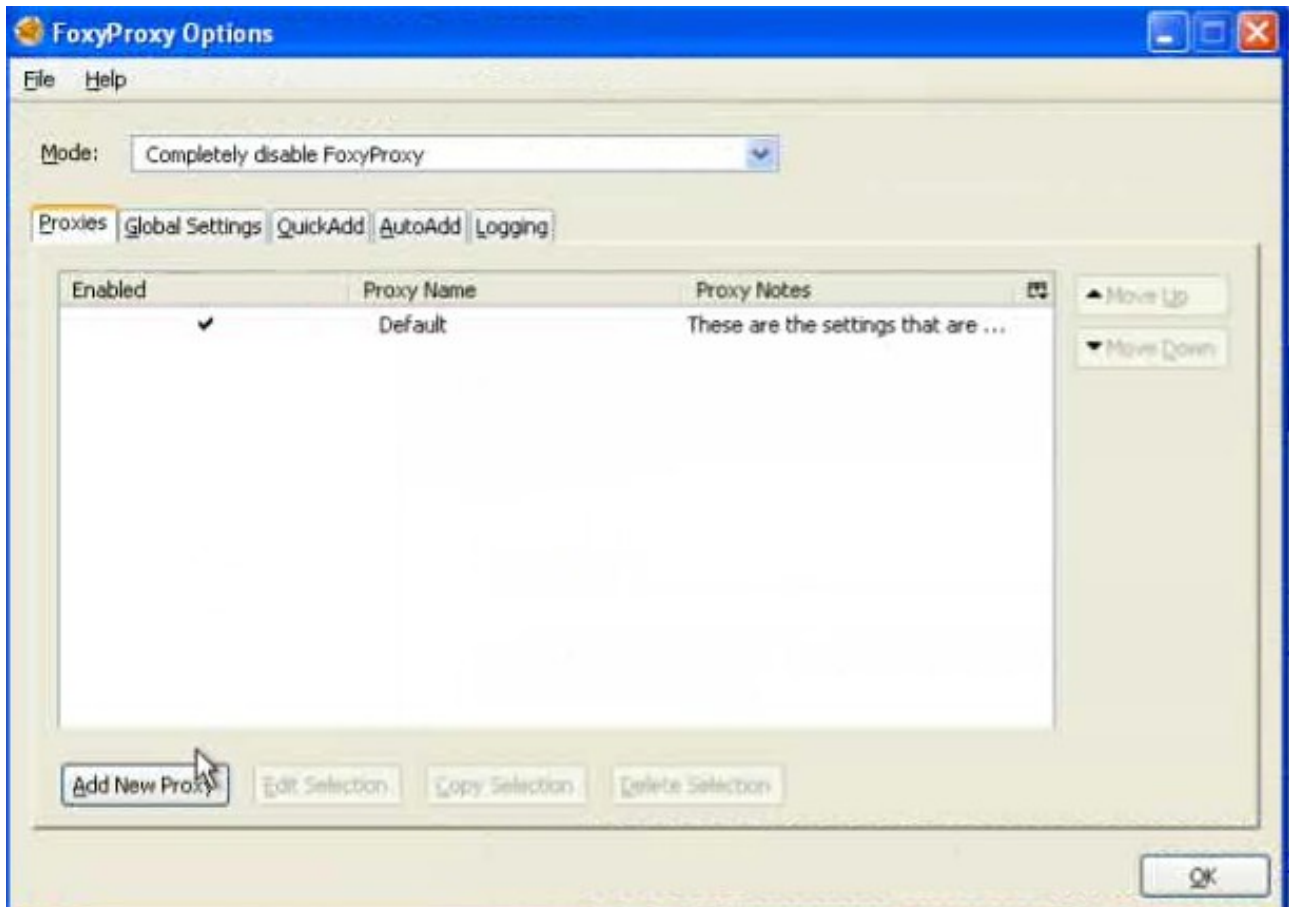 FoxyProxy Options
File Help
Mode: Completely disable FoxyProxy
Proxies Global Settings QuickAdd AutoAdd Logging
Enabled Proxy Name Proxy Notes Move Up
Default These are the settings that are ...
Move Down
Add New Proxy Edit Selection Copy Selection Delete Selection
OK